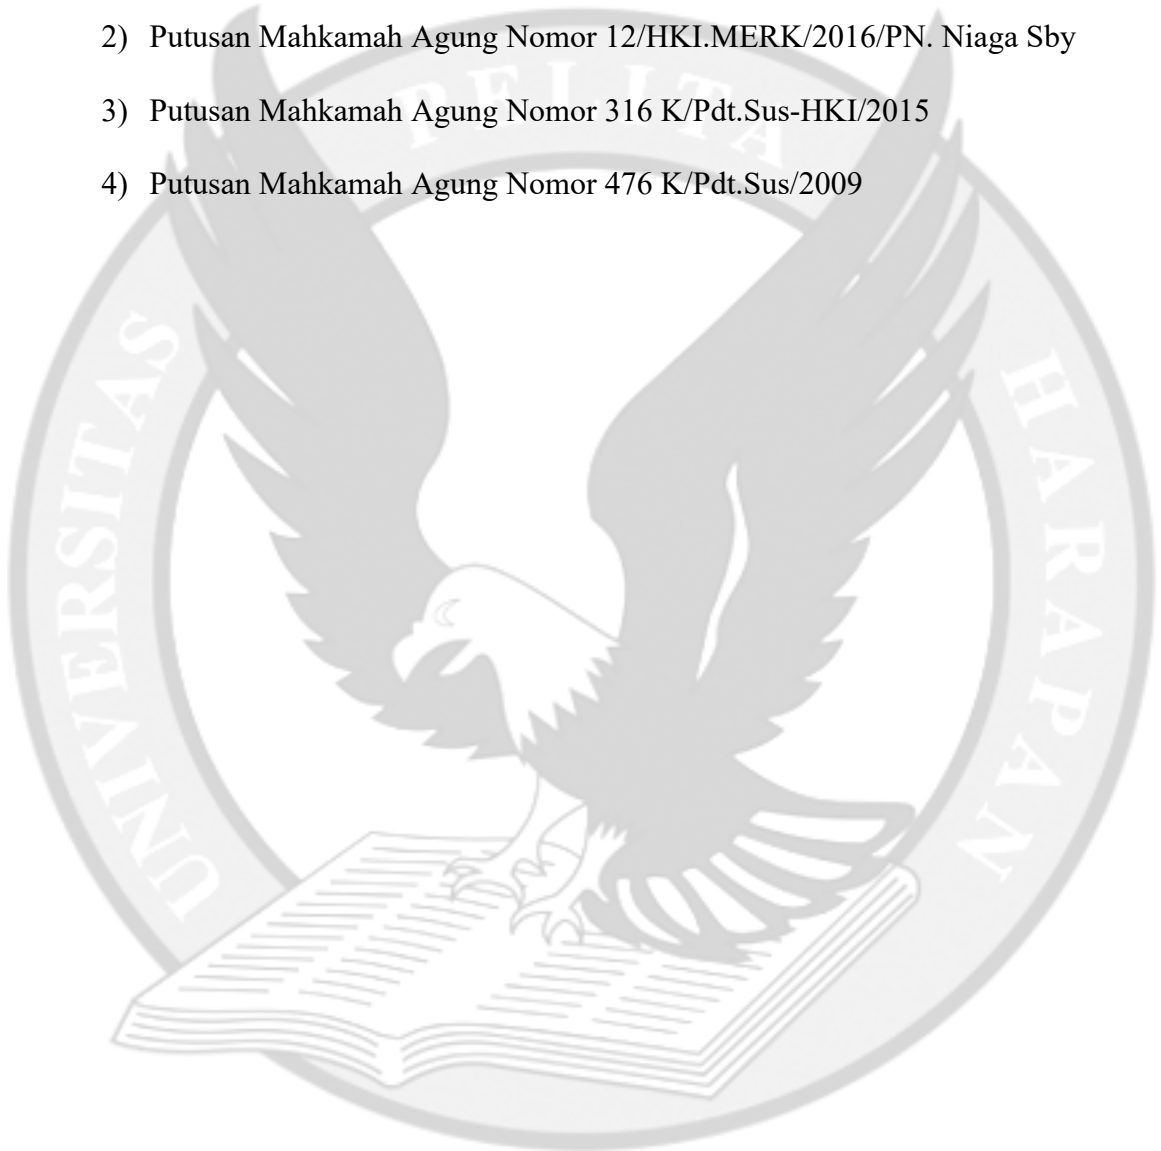 2) Putusan Mahkamah Agung Nomor 12/HKI.MERK/2016/PN. Niaga Sby
3) Putusan Mahkamah Agung Nomor 316 K/Pdt.Sus-HKI/2015
4) Putusan Mahkamah Agung Nomor 476 K/Pdt.Sus/2009
UNIVERSITAS PELITA HARAPAN